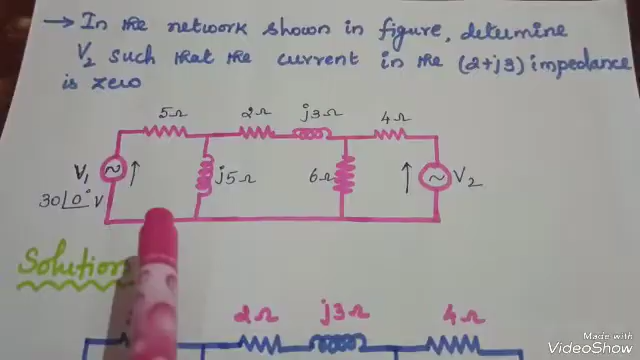 → In the network shown in figure, detumine
V2 such that the current in the (2+j3) impedance
is zero
5Ω 2Ω j3Ω 4Ω
V1 j5Ω 6Ω V2
30∠0° V
Solution
2Ω j3Ω 4Ω
Made with
VideoShow